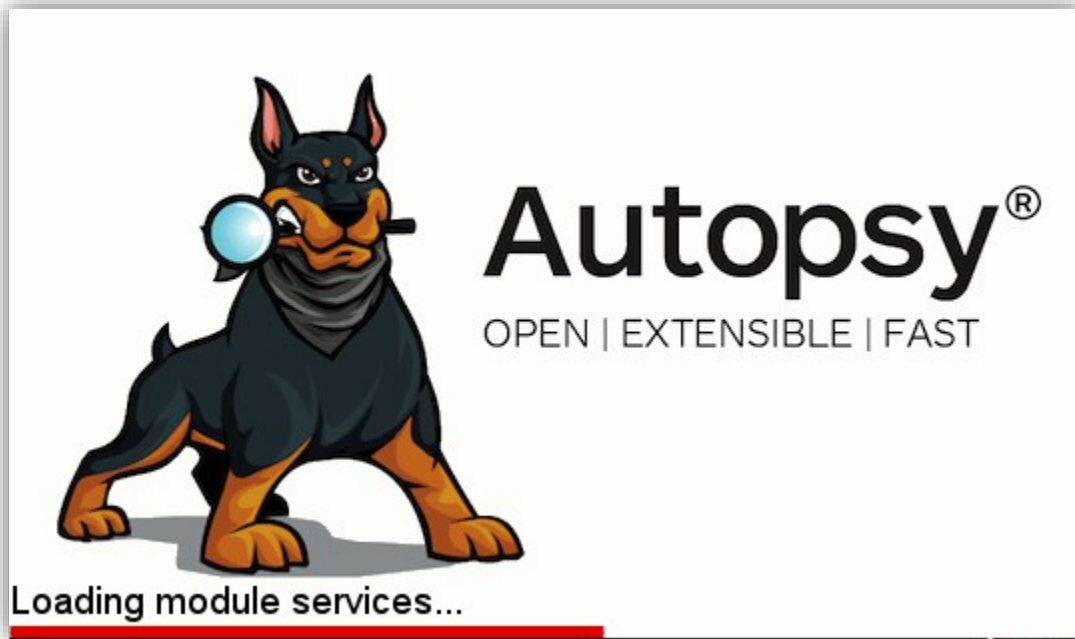 Autopsy®
OPEN | EXTENSIBLE | FAST
Loading module services...